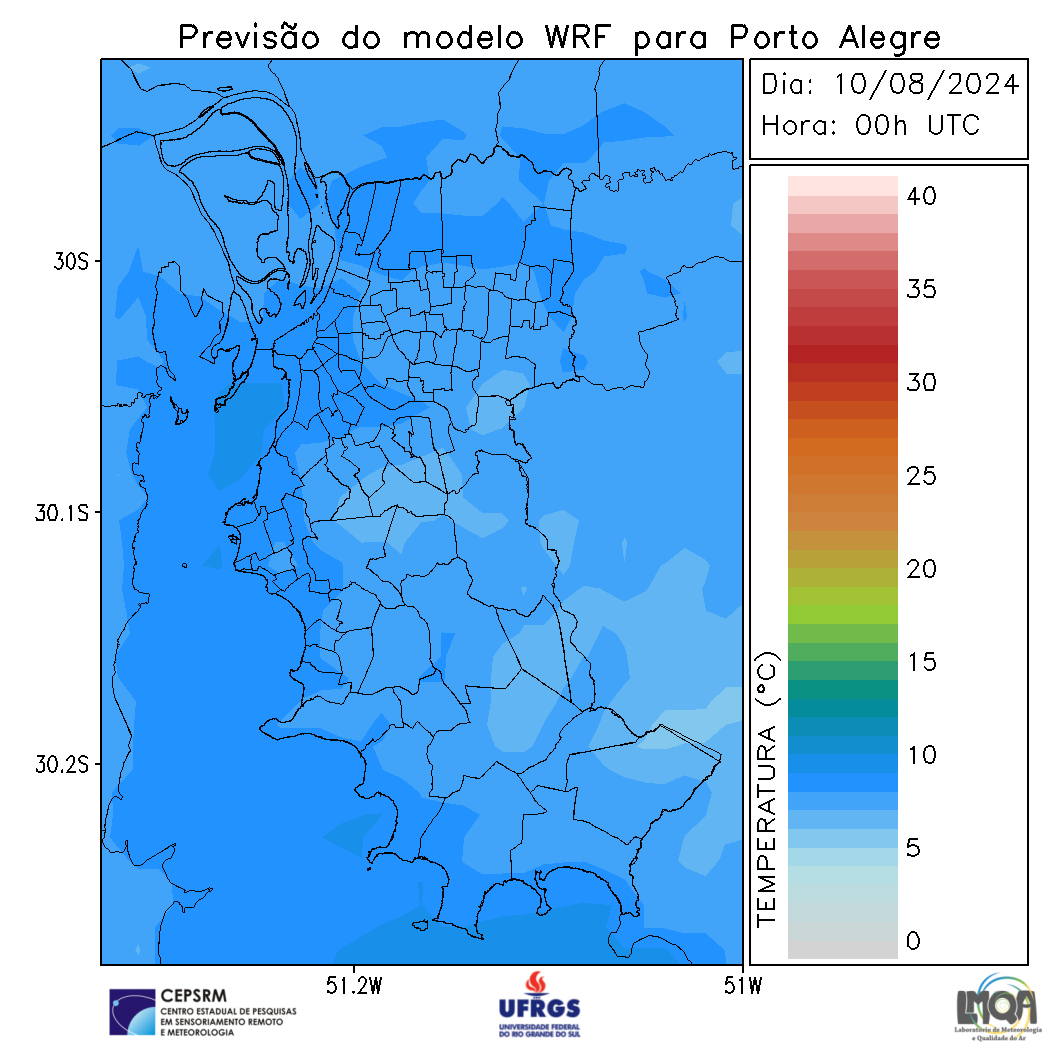 Previsão do modelo WRF para Porto Alegre
Dia: 10/08/2024
Hora: 00h UTC
30S
30.1S
30.2S
51.2W
51W
TEMPERATURA (°C)
40
35
30
25
20
15
10
5
0
CEPSRM
CENTRO ESTADUAL DE PESQUISAS
EM SENSORIAMENTO REMOTO
E METEOROLOGIA
UFRGS
UNIVERSIDADE FEDERAL
DO RIO GRANDE DO SUL
LMQA
Laboratório de Meteorologia
e Qualidade do Ar